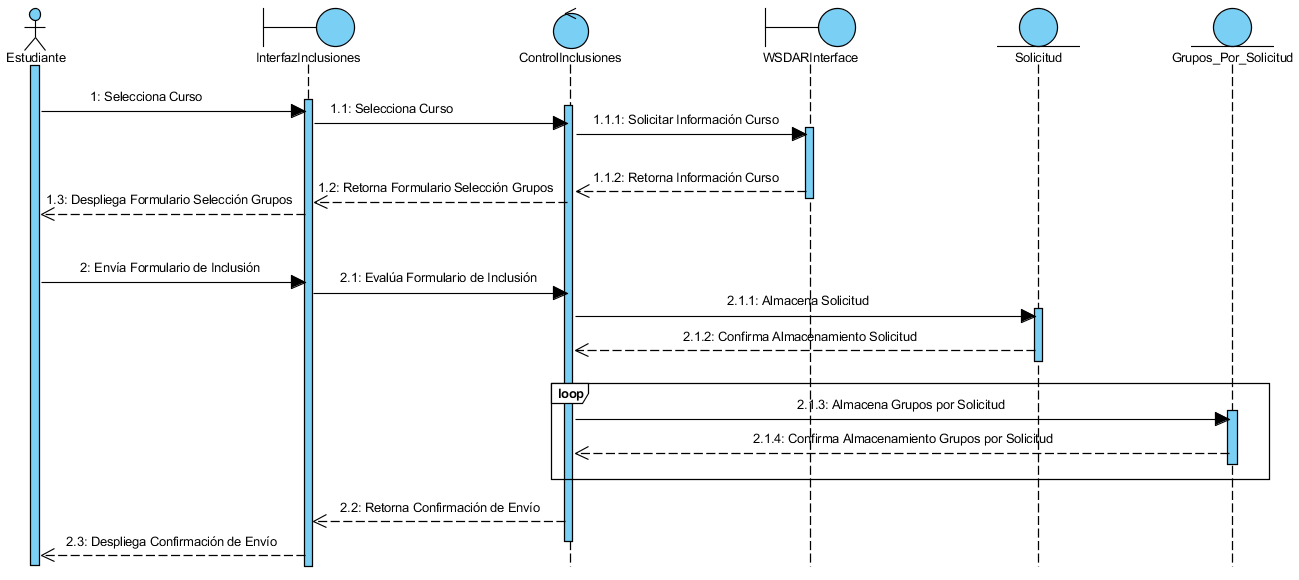 Estudiante
InterfazInclusiones
ControlInclusiones
WSDARInterface
Solicitud
Grupos_Por_Solicitud
1: Selecciona Curso
1.1: Selecciona Curso
1.1.1: Solicitar Información Curso
1.1.2: Retorna Información Curso
1.2: Retorna Formulario Selección Grupos
1.3: Despliega Formulario Selección Grupos
2: Envía Formulario de Inclusión
2.1: Evalúa Formulario de Inclusión
2.1.1: Almacena Solicitud
2.1.2: Confirma Almacenamiento Solicitud
loop
2.1.3: Almacena Grupos por Solicitud
2.1.4: Confirma Almacenamiento Grupos por Solicitud
2.2: Retorna Confirmación de Envío
2.3: Despliega Confirmación de Envío